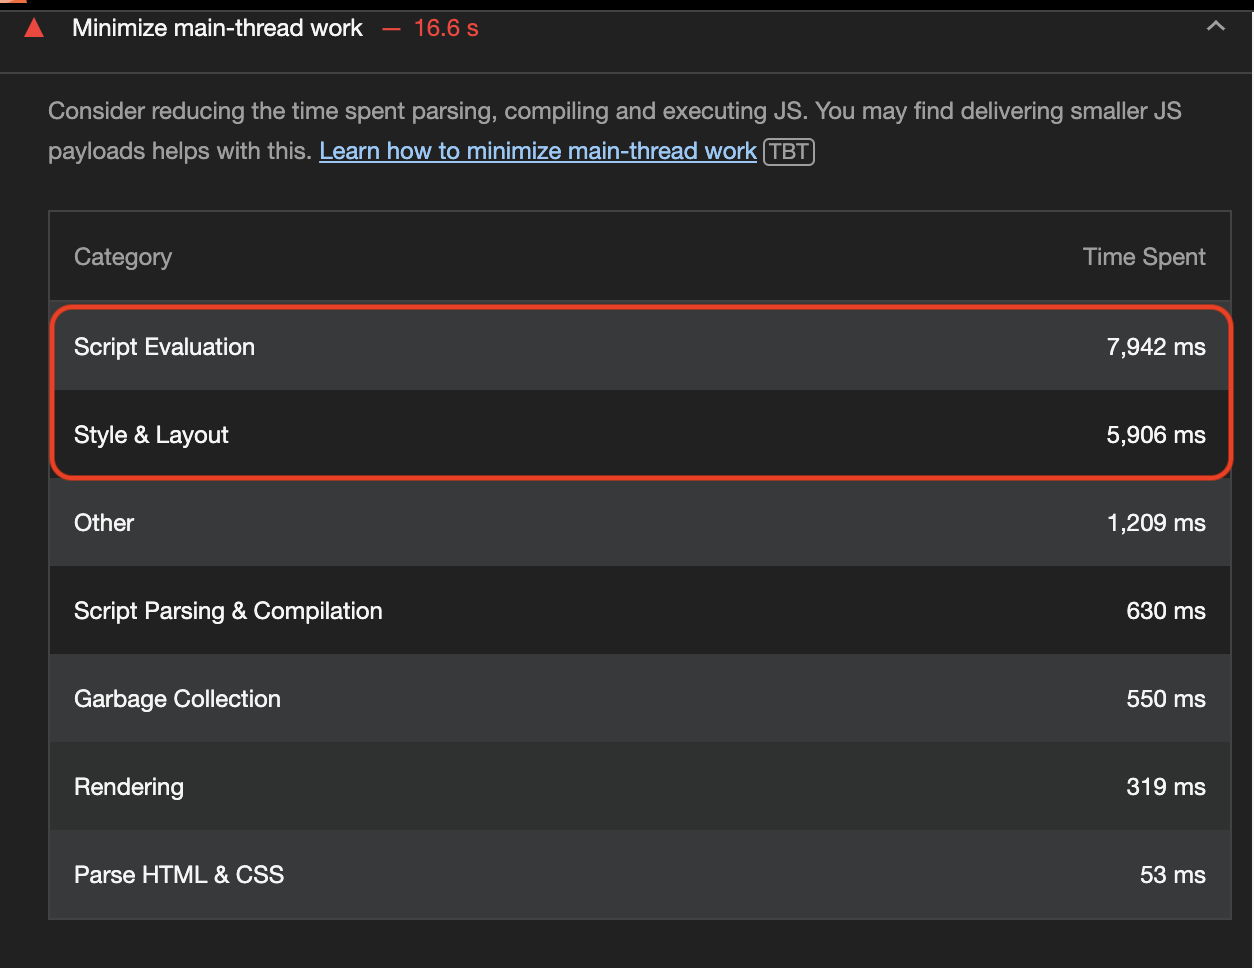 Minimize main-thread work — 16.6 s
Consider reducing the time spent parsing, compiling and executing JS. You may find delivering smaller JS
payloads helps with this. Learn how to minimize main-thread work TBT
Category Time Spent
Script Evaluation 7,942 ms
Style & Layout 5,906 ms
Other 1,209 ms
Script Parsing & Compilation 630 ms
Garbage Collection 550 ms
Rendering 319 ms
Parse HTML & CSS 53 ms